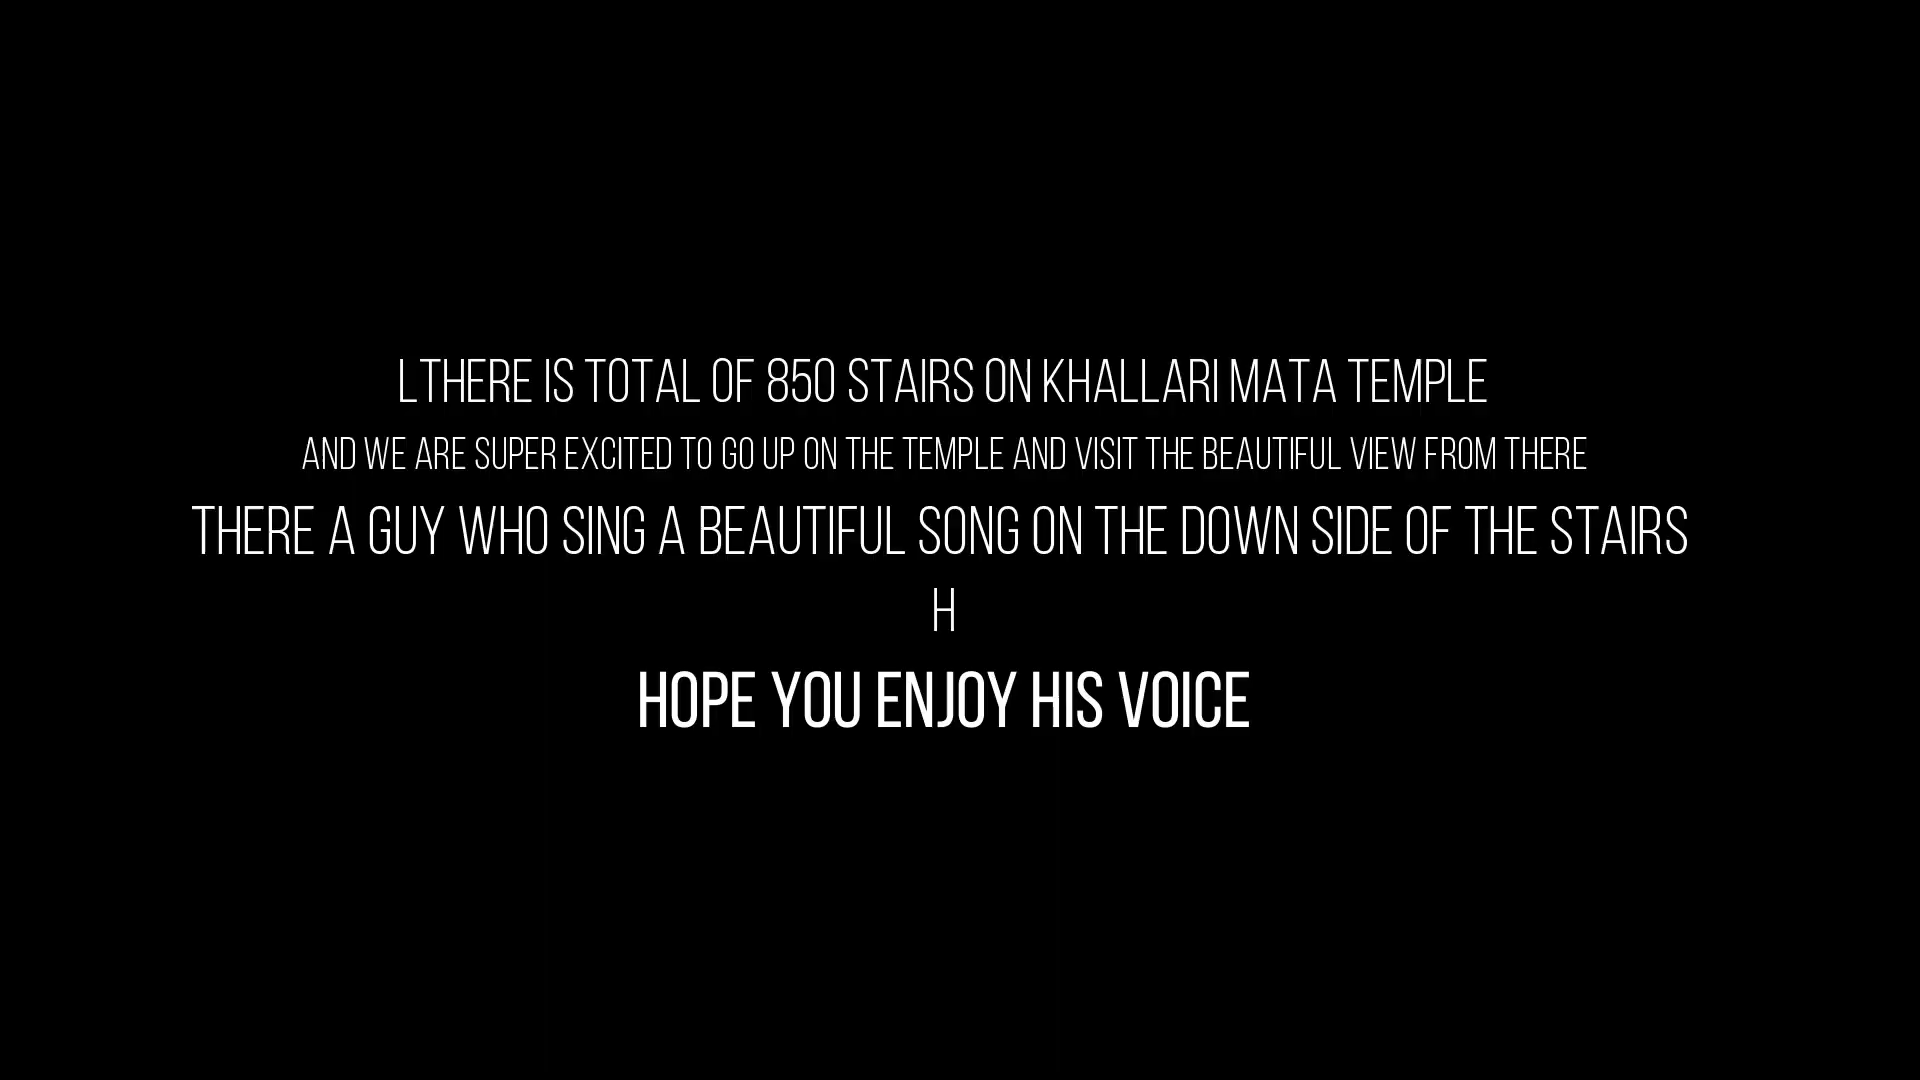 LTHERE IS TOTAL OF 850 STAIRS ON KHALLARI MATA TEMPLE
AND WE ARE SUPER EXCITED TO GO UP ON THE TEMPLE AND VISIT THE BEAUTIFUL VIEW FROM THERE
THERE A GUY WHO SING A BEAUTIFUL SONG ON THE DOWN SIDE OF THE STAIRS
H
HOPE YOU ENJOY HIS VOICE